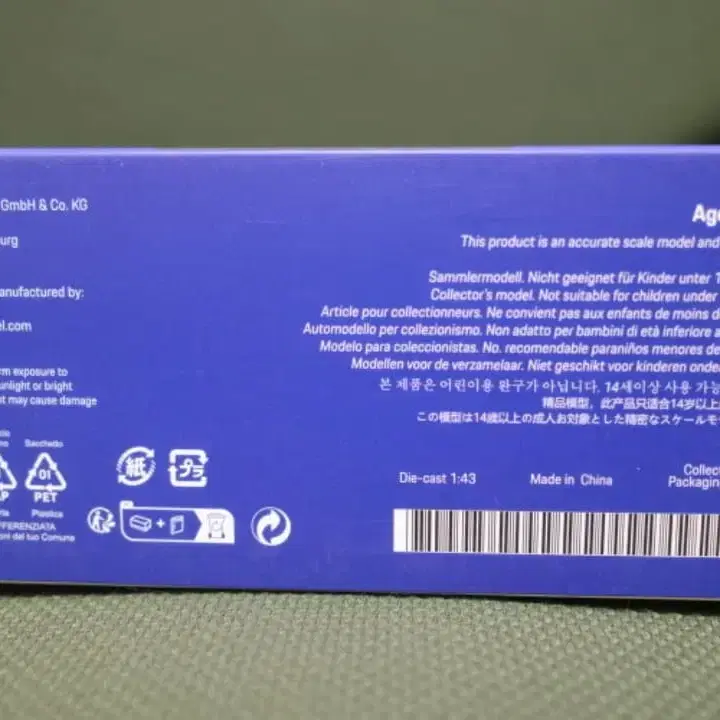 GmbH & Co. KG
urg
anufactured by:
el.com
rm exposure to
unlight or bright
t may cause damage
Sacchetto
01
P
PET
Plastica
FFERENZIATA
oni del tuo Comune
紙
プラ
+
Age
This product is an accurate scale model and
Sammlermodell. Nicht geeignet für Kinder unter 1
Collector's model. Not suitable for children under
Article pour collectionneurs. Ne convient pas aux enfants de moins de
Automodello per collezionismo. Non adatto per bambini di età inferiore a
Modelo para coleccionistas. No. recomendable paraniños menores de
Modellen voor de verzamelaar. Niet geschikt voor kinderen onde
본 제품은 어린이용 완구가 아닙니다. 14세이상 사용 가능
精品模型，此产品只适合14岁以上
この模型は14歳以上の成人お対象とした精密なスケールモデ
Die-cast 1:43
Made in China
Collect
Packaging